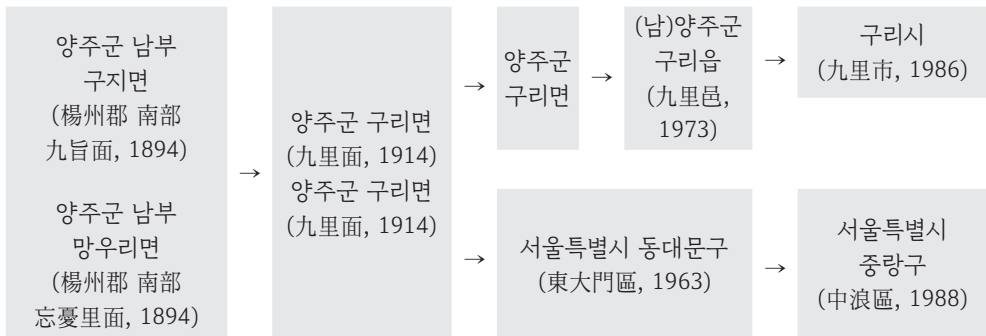 양주군 남부
구지면
(楊州郡 南部
九旨面, 1894)
양주군 남부
망우리면
(楊州郡 南部
忘憂里面, 1894)
→
양주군 구리면
(九里面, 1914)
양주군 구리면
(九里面, 1914)
→
양주군
구리면
→
(남)양주군
구리읍
(九里邑,
1973)
→
구리시
(九里市, 1986)
→
서울특별시 동대문구
(東大門區, 1963)
→
서울특별시
중랑구
(中浪區, 1988)